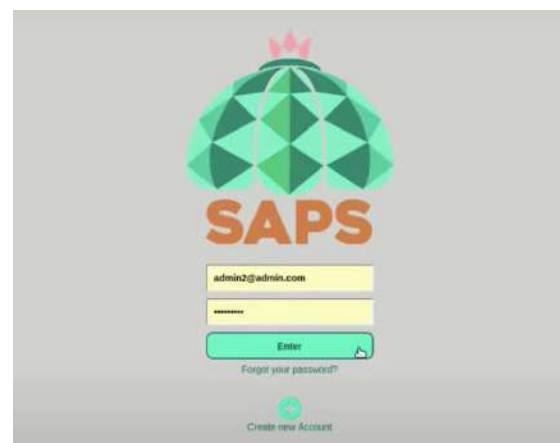 SAPS
admin2@admin.com
Enter
Forgot your password?
Create new Account